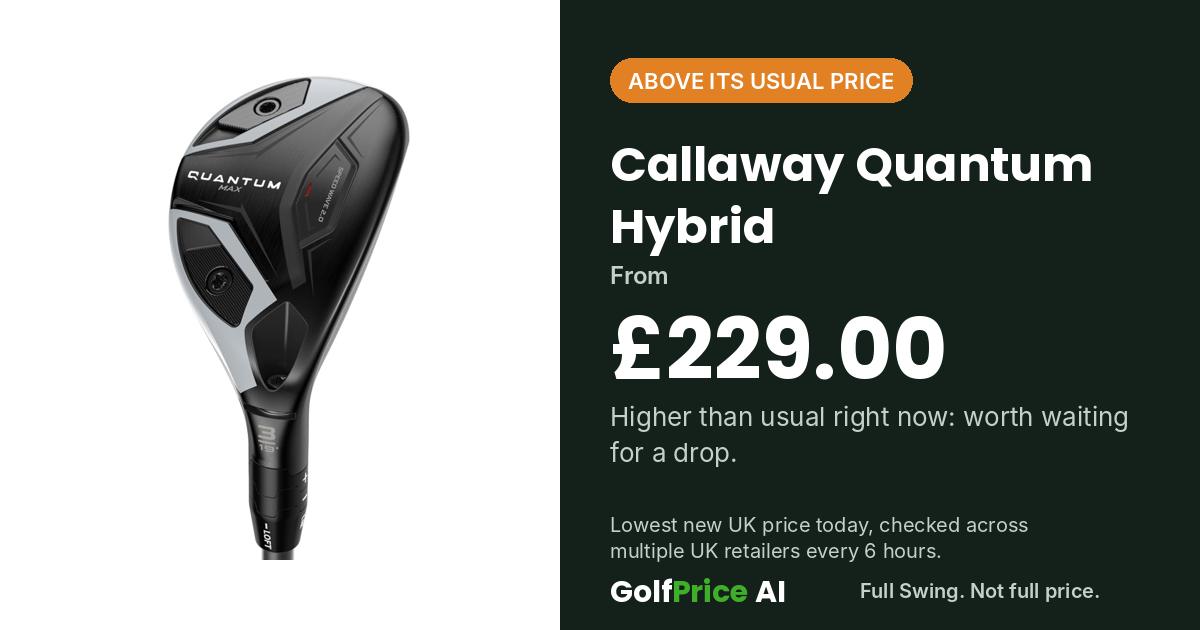 QUANTUM
MAX
SPEED WAVE 2.0
LOFT
ABOVE ITS USUAL PRICE
Callaway Quantum
Hybrid
From
£229.00
Higher than usual right now: worth waiting
for a drop.
Lowest new UK price today, checked across
multiple UK retailers every 6 hours.
GolfPrice AI
Full Swing. Not full price.